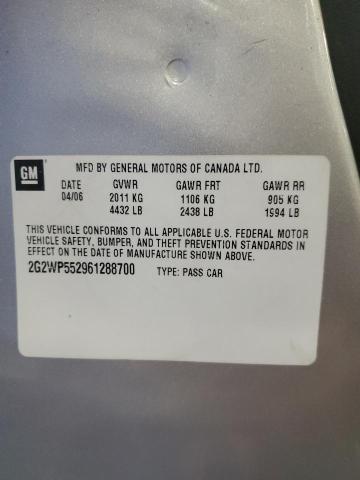 GM
MFD BY GENERAL MOTORS OF CANADA LTD.
DATE GVWR GAWR FRT GAWR RR
04/06 2011 KG 1106 KG 905 KG
4432 LB 2438 LB 1994 LB
THIS VEHICLE CONFORMS TO ALL APPLICABLE U.S. FEDERAL MOTOR
VEHICLE SAFETY, BUMPER, AND THEFT PREVENTION STANDARDS IN
EFFECT ON THE DATE OF MANUFACTURE SHOWN ABOVE.
2G2WP552961288700 TYPE: PASS CAR